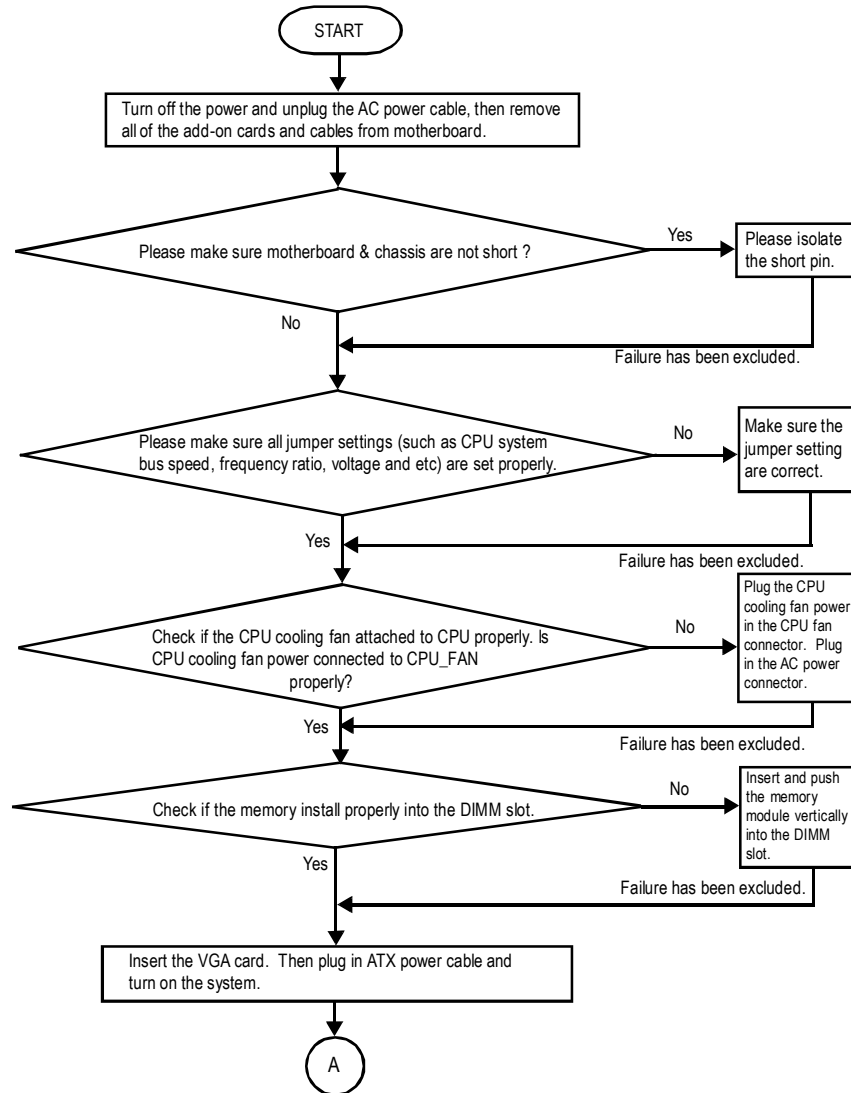 START
Turn off the power and unplug the AC power cable, then remove
all of the add-on cards and cables from motherboard.
Please make sure motherboard & chassis are not short ?
Yes
Please isolate
the short pin.
No
Failure has been excluded.
Please make sure all jumper settings (such as CPU system
bus speed, frequency ratio, voltage and etc) are set properly.
No
Make sure the
jumper setting
are correct.
Yes
Failure has been excluded.
Check if the CPU cooling fan attached to CPU properly. Is
CPU cooling fan power connected to CPU_FAN
properly?
No
Plug the CPU
cooling fan power
in the CPU fan
connector. Plug
in the AC power
connector.
Yes
Failure has been excluded.
Check if the memory install properly into the DIMM slot.
No
Insert and push
the memory
module vertically
into the DIMM
slot.
Yes
Failure has been excluded.
Insert the VGA card. Then plug in ATX power cable and
turn on the system.
A